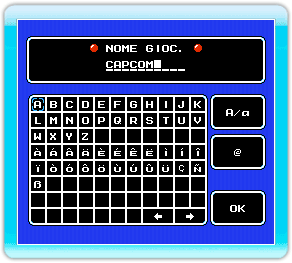 NOME GIOC.
CAPCOM
A B C D E F G H I J K
L M N O P Q R S T U V
W X Y Z
À Á Â Ä È É Ê Ë Ì Í Î
Ï Ò Ó Ô Ö Ù Ú Û Ü Ç Ñ
ß
A/a
@
OK